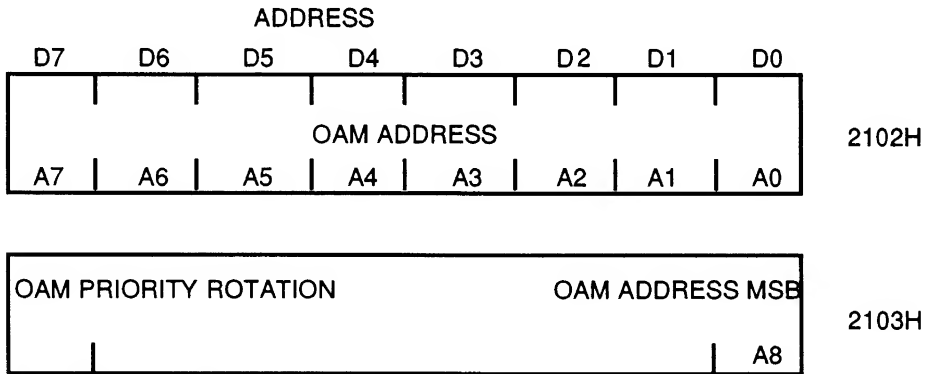 ADDRESS
D7 D6 D5 D4 D3 D2 D1 D0
OAM ADDRESS
2102H
A7 A6 A5 A4 A3 A2 A1 A0
OAM PRIORITY ROTATION OAM ADDRESS MSB
2103H
A8